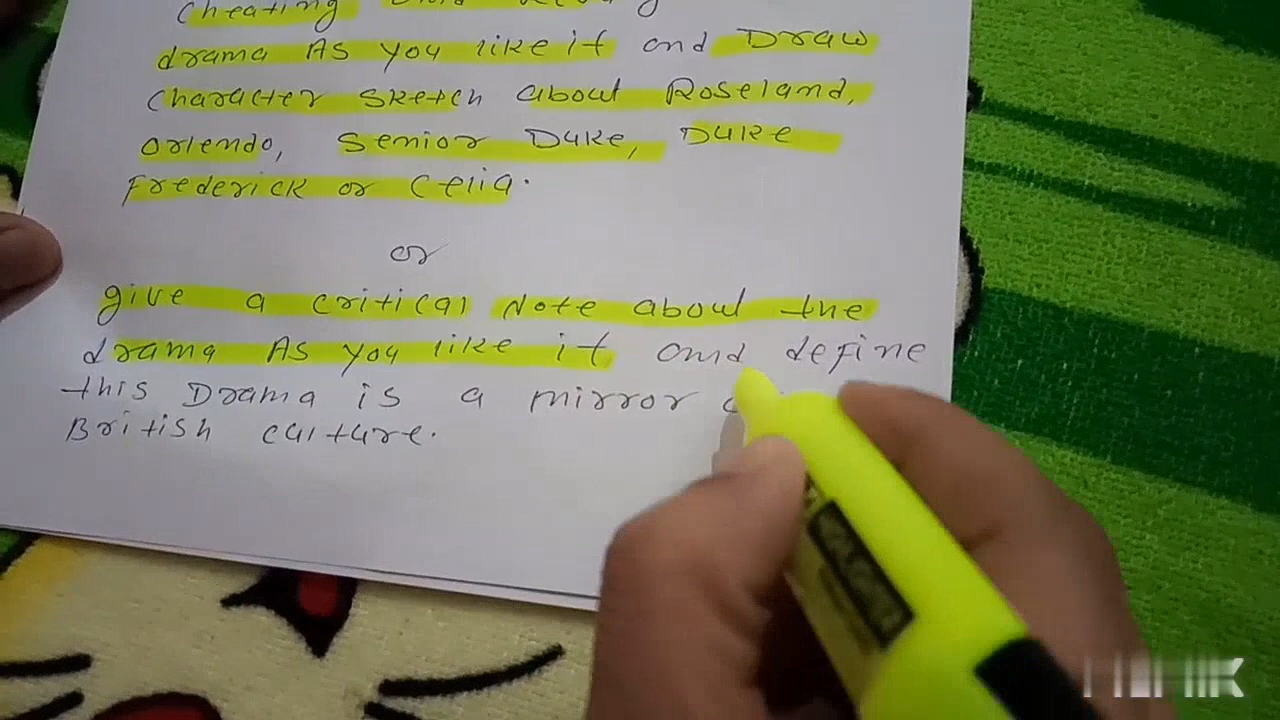 Cheating
drama As you like it and Draw
Character Sketch about Roseland,
Orlendo, Senior Duke, Duke
Frederick or Celia.
or
give a critical Note about the
drama As you like it and define
this Drama is a mirror
British culture.